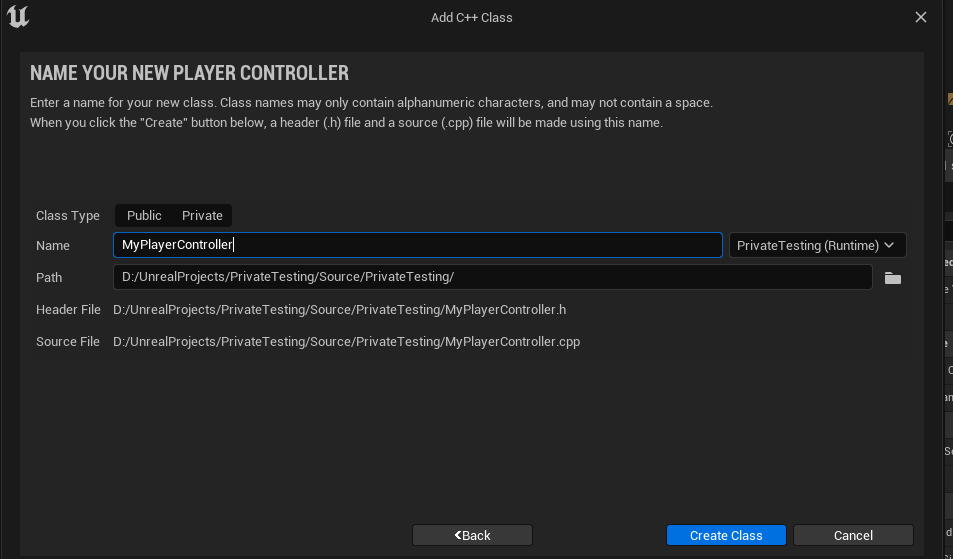 Add C++ Class
NAME YOUR NEW PLAYER CONTROLLER
Enter a name for your new class. Class names may only contain alphanumeric characters, and may not contain a space.
When you click the "Create" button below, a header (.h) file and a source (.cpp) file will be made using this name.
Class Type Public Private
Name MyPlayerController PrivateTesting (Runtime)
Path D:/UnrealProjects/PrivateTesting/Source/PrivateTesting/
Header File D:/UnrealProjects/PrivateTesting/Source/PrivateTesting/MyPlayerController.h
Source File D:/UnrealProjects/PrivateTesting/Source/PrivateTesting/MyPlayerController.cpp
Back Create Class Cancel